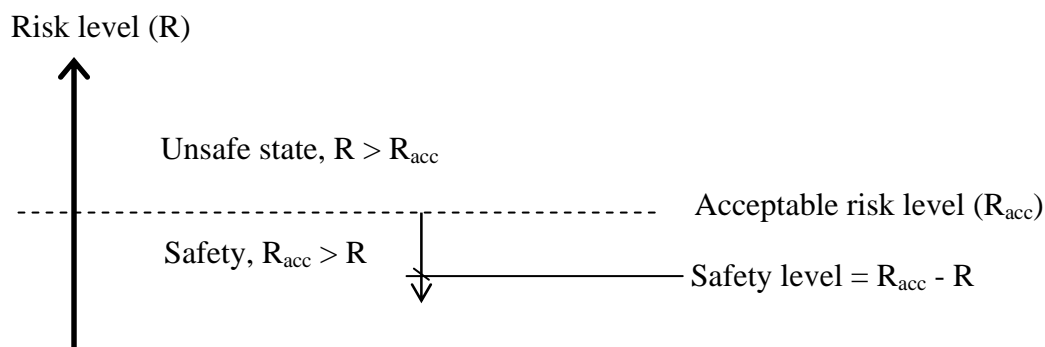 Risk level (R)
Unsafe state, R > Racc
Acceptable risk level (Racc)
Safety, Racc > R
Safety level = Racc - R